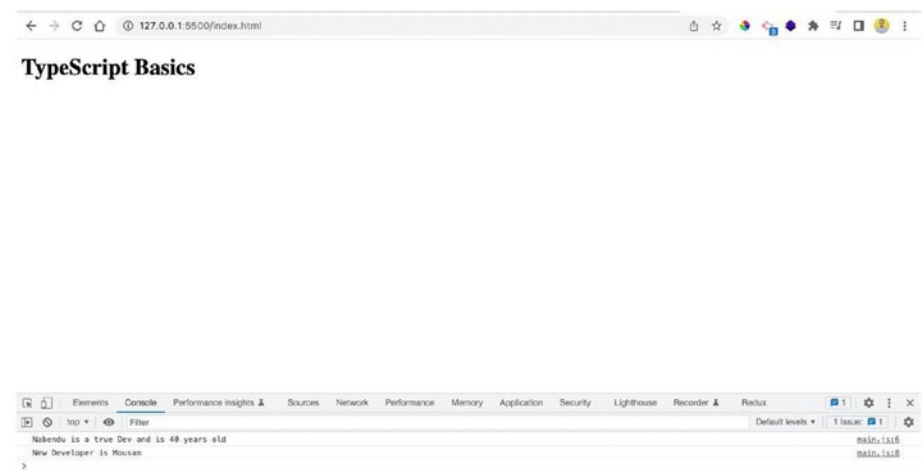 127.0.0.1:5500/index.html
3
TypeScript Basics
Elements Console Performance insights Sources Network Performance Memory Application Security Lighthouse Recorder Redux 1
top Filter Default levels 1 Issue: 1
Nabendu is a true Dev and is 40 years old main.js:6
New Developer is Mousam main.js:8
>